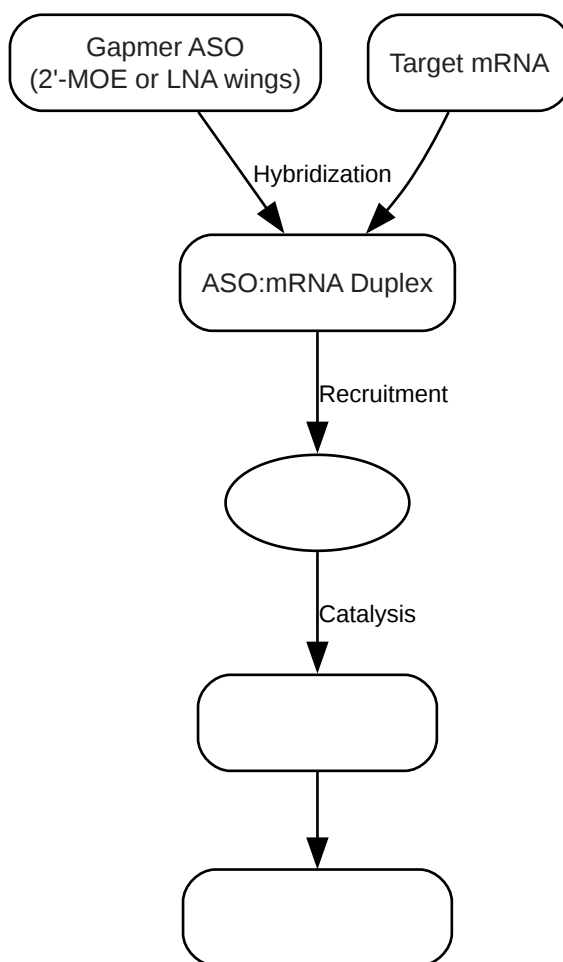 Gapmer ASO
(2'-MOE or LNA wings)
Target mRNA
Hybridization
ASO:mRNA Duplex
Recruitment
Catalysis